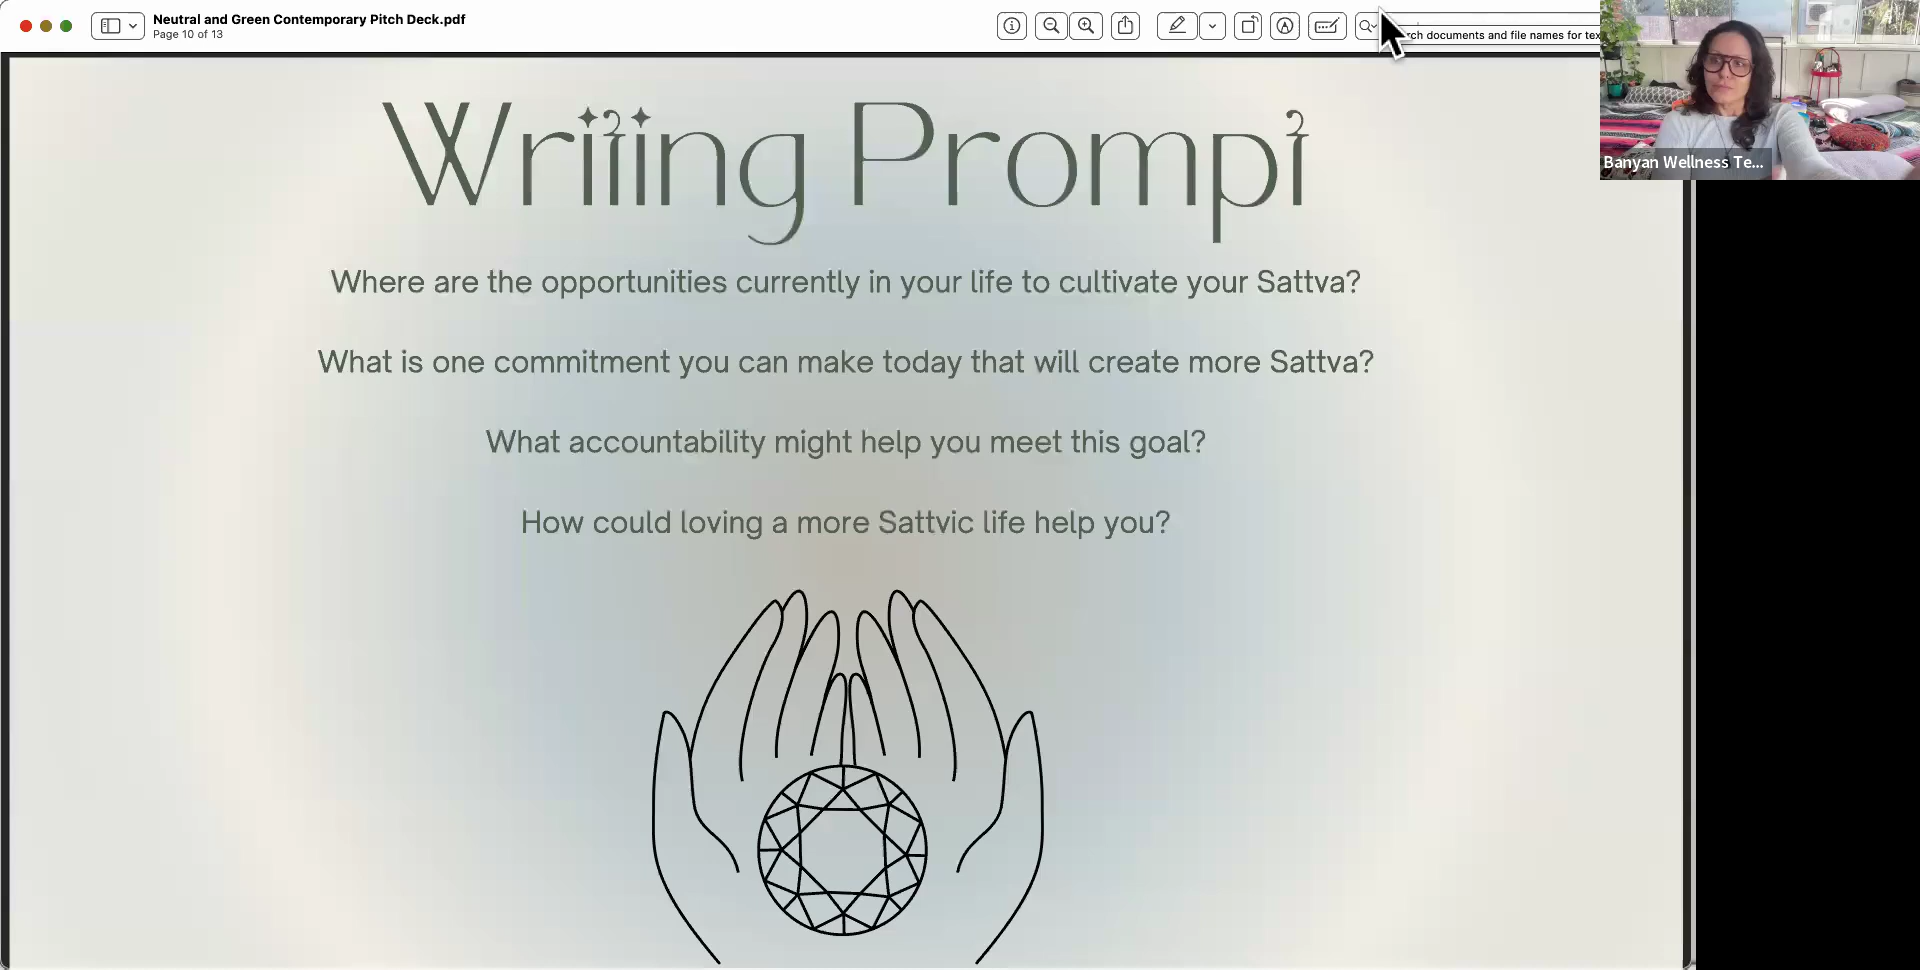 Neutral and Green Contemporary Pitch Deck.pdf
Page 10 of 13
documents and file names for
Banyan Wellness Te...
Writing Prompt
Where are the opportunities currently in your life to cultivate your Sattva?
What is one commitment you can make today that will create more Sattva?
What accountability might help you meet this goal?
How could loving a more Sattvic life help you?